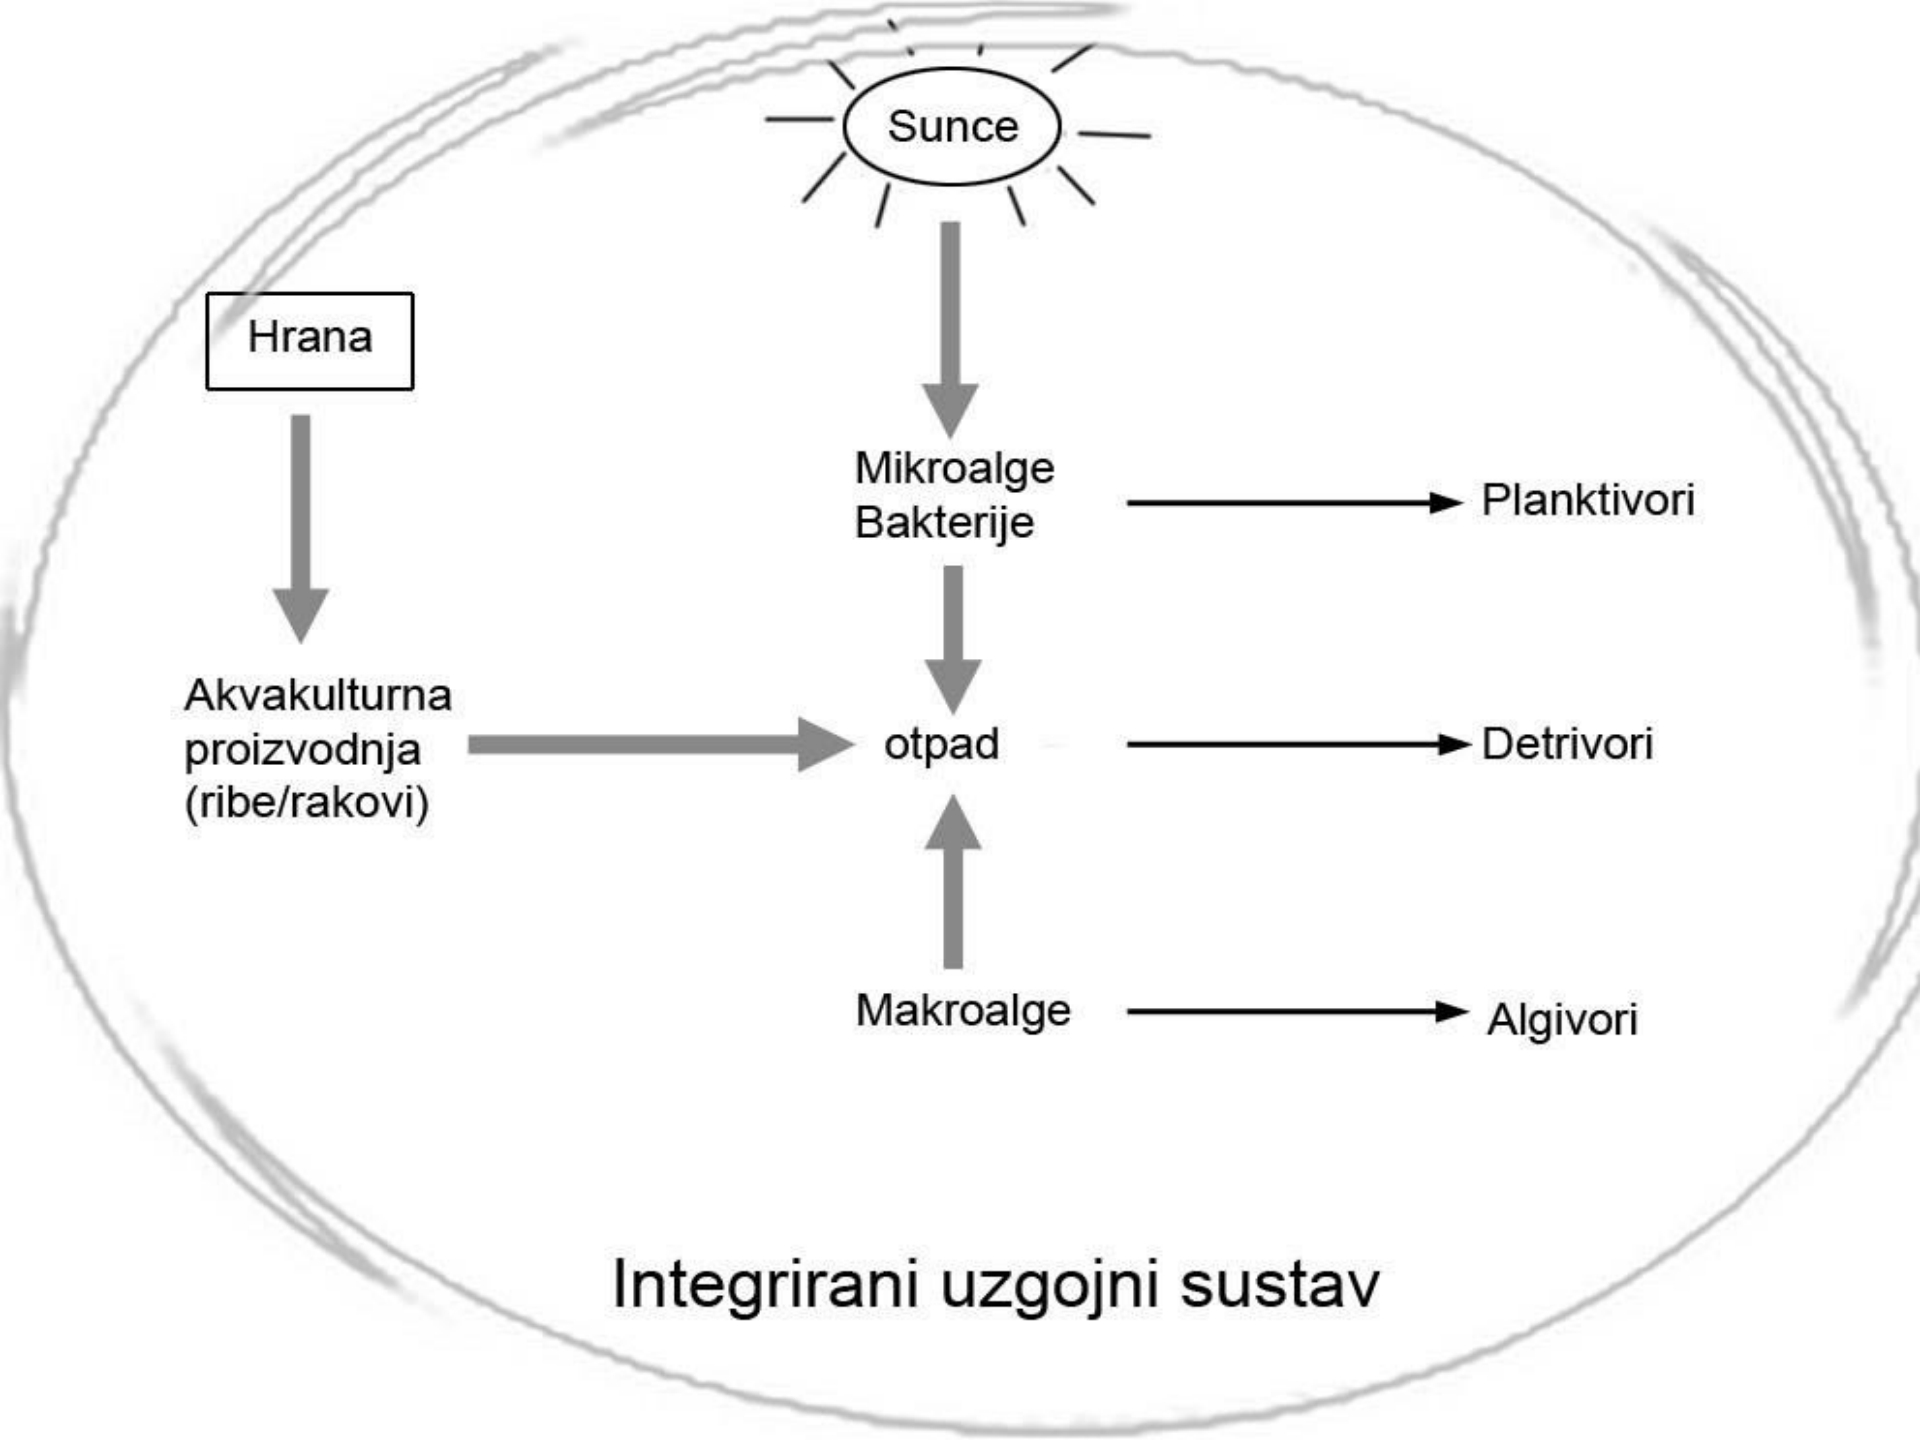 Sunce
Hrana
Mikroalge
Bakterije
Planktivori
Akvakulturna
proizvodnja
(ribe/rakovi)
otpad
Detrivori
Makroalge
Algivori
Integrirani uzgojni sustav